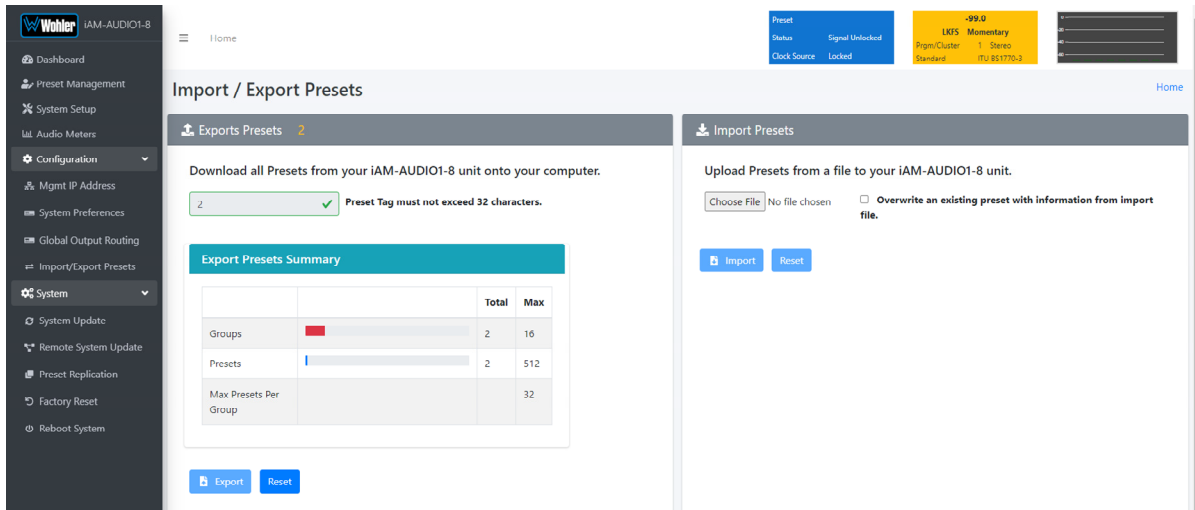 Wohler iAM-AUDIO1-8
Dashboard
Preset Management
System Setup
Audio Meters
Configuration
Mgmt IP Address
System Preferences
Global Output Routing
Import/Export Presets
System
System Update
Remote System Update
Preset Replication
Factory Reset
Reboot System
Home
Preset
Status Signal Unlocked
Clock Source Locked
-99.0
LKFS Momentary
Prgm/Cluster 1 Stereo
Standard ITU BS1770-3
0
-20
-40
-60
Import / Export Presets
Home
Exports Presets 2
Download all Presets from your iAM-AUDIO1-8 unit onto your computer.
2
Preset Tag must not exceed 32 characters.
Export Presets Summary
Total Max
Groups 2 16
Presets 2 512
Max Presets Per
Group
32
Export Reset
Import Presets
Upload Presets from a file to your iAM-AUDIO1-8 unit.
Choose File No file chosen
Overwrite an existing preset with information from import
file.
Import Reset